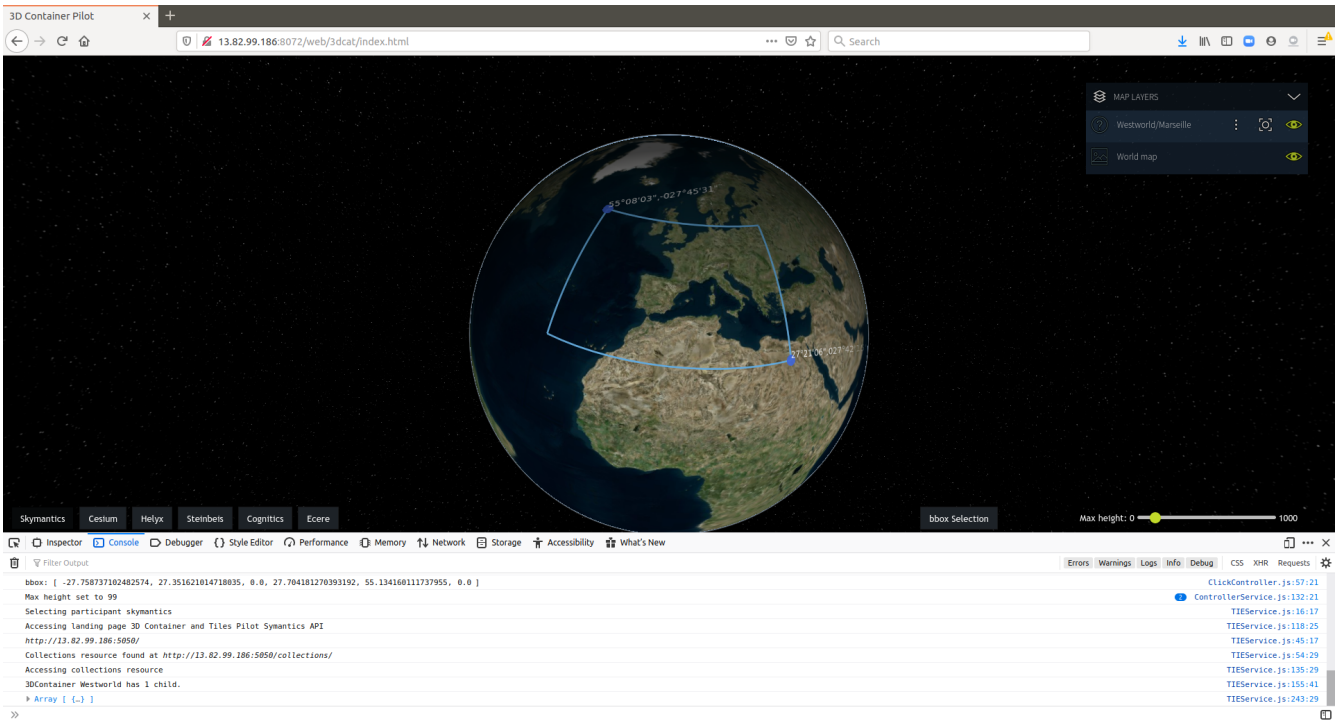 3D Container Pilot
13.82.99.186:8072/web/3dcat/index.html
Search
MAP LAYERS
Westworld/Marseille
World map
55°08'03",-027°45'31"
27°21'06",027°42'
Skymantics Cesium Helyx Steinbeis Cognitics Ecere
bbox Selection
Max height: 0 1000
Inspector Console Debugger Style Editor Performance Memory Network Storage Accessibility What's New
Filter Output
Errors Warnings Logs Info Debug CSS XHR Requests
bbox: [ -27.758737102482574, 27.351621014718035, 0.0, 27.704181270393192, 55.134160111737955, 0.0 ] ClickController.js:57:21
Max height set to 99 2 ControllerService.js:132:21
Selecting participant skymantics TIEService.js:16:17
Accessing landing page 3D Container and Tiles Pilot Symantics API TIEService.js:118:25
http://13.82.99.186:5050/ TIEService.js:45:17
Collections resource found at http://13.82.99.186:5050/collections/ TIEService.js:54:29
Accessing collections resource TIEService.js:135:29
3DContainer Westworld has 1 child. TIEService.js:155:41
Array [ {…} ] TIEService.js:243:29